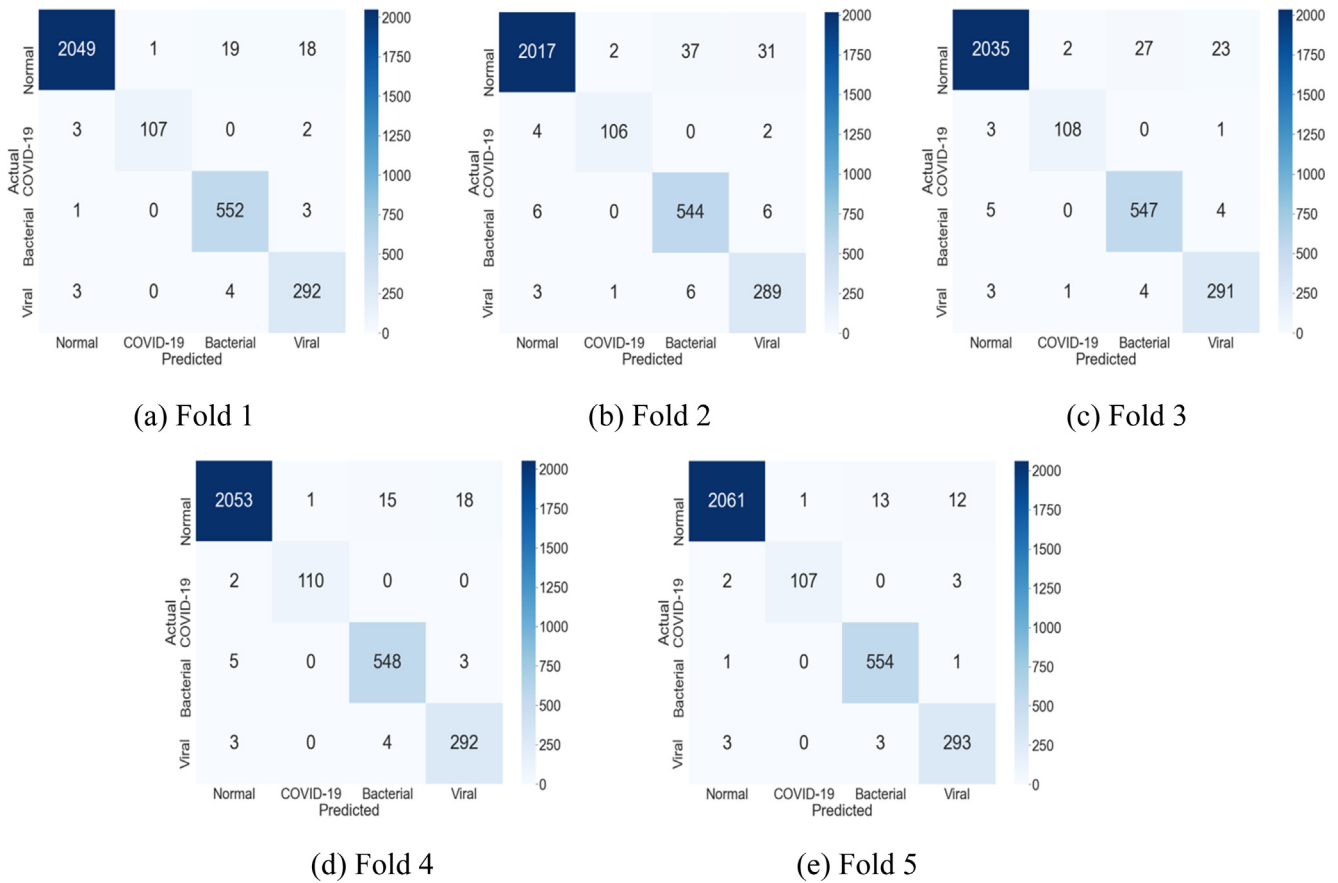 2049 1 19 18
3 107 0 2
1 0 552 3
3 0 4 292
Normal
COVID-19
Bacterial
Viral
Actual
Normal COVID-19 Bacterial Viral
Predicted
2000
1750
1500
1250
1000
750
500
250
0
(a) Fold 1
2017 2 37 31
4 106 0 2
6 0 544 6
3 1 6 289
Normal
COVID-19
Bacterial
Viral
Actual
Normal COVID-19 Bacterial Viral
Predicted
2000
1750
1500
1250
1000
750
500
250
0
(b) Fold 2
2035 2 27 23
3 108 0 1
5 0 547 4
3 1 4 291
Normal
COVID-19
Bacterial
Viral
Actual
Normal COVID-19 Bacterial Viral
Predicted
2000
1750
1500
1250
1000
750
500
250
0
(c) Fold 3
2053 1 15 18
2 110 0 0
5 0 548 3
3 0 4 292
Normal
COVID-19
Bacterial
Viral
Actual
Normal COVID-19 Bacterial Viral
Predicted
2000
1750
1500
1250
1000
750
500
250
0
(d) Fold 4
2061 1 13 12
2 107 0 3
1 0 554 1
3 0 3 293
Normal
COVID-19
Bacterial
Viral
Actual
Normal COVID-19 Bacterial Viral
Predicted
2000
1750
1500
1250
1000
750
500
250
0
(e) Fold 5